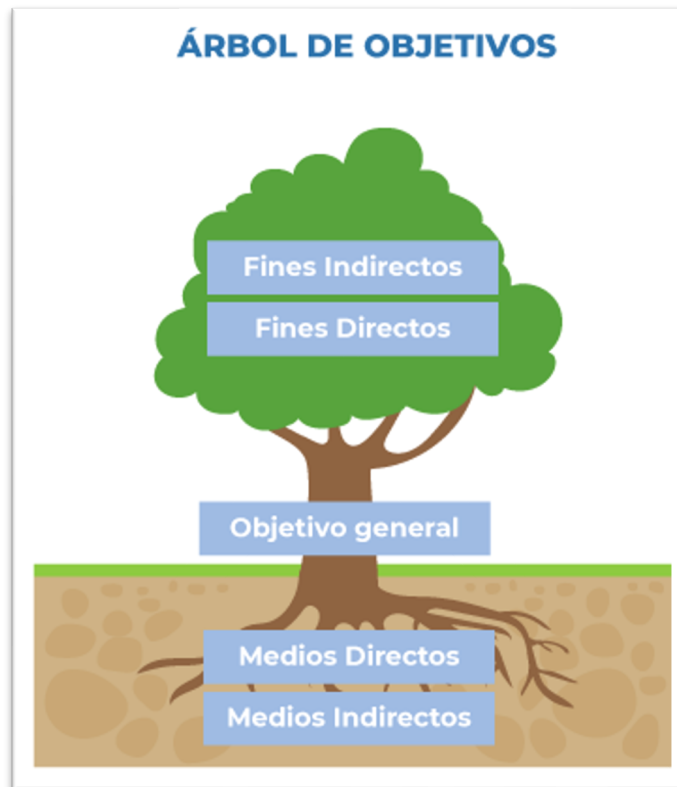 ÁRBOL DE OBJETIVOS
Fines Indirectos
Fines Directos
Objetivo general
Medios Directos
Medios Indirectos